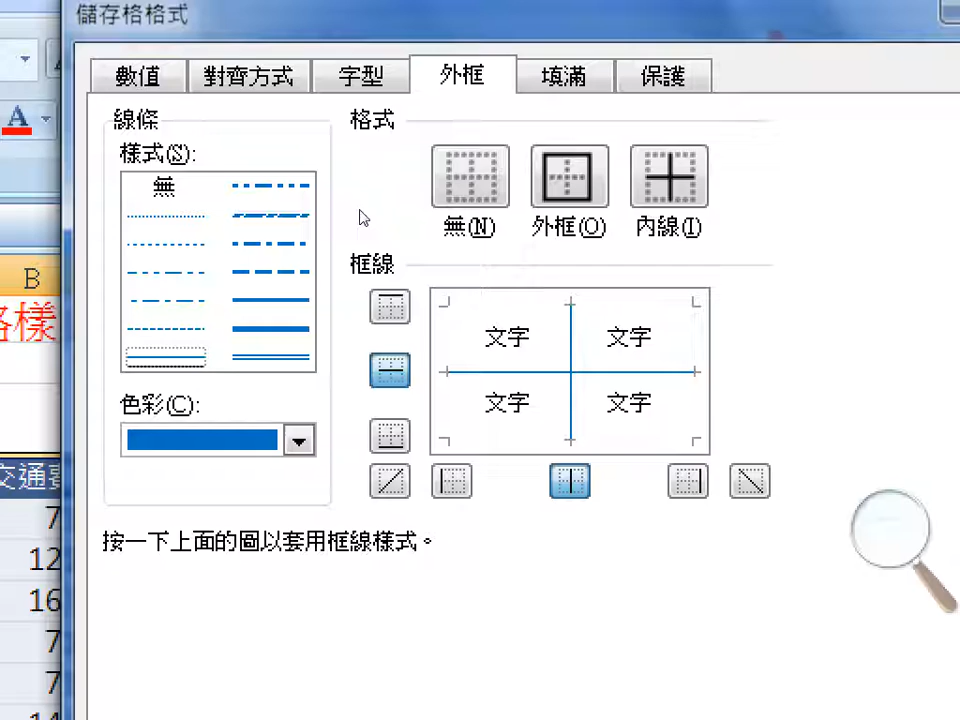 儲存格格式
數值 對齊方式 字型 外框 填滿 保護
線條
樣式(S):
無
色彩(C):
格式
無(N) 外框(O) 內線(I)
框線
文字 文字
文字 文字
按一下上面的圖以套用框線樣式。
A
B
格樣
交通費
7
12
16
7
7
14